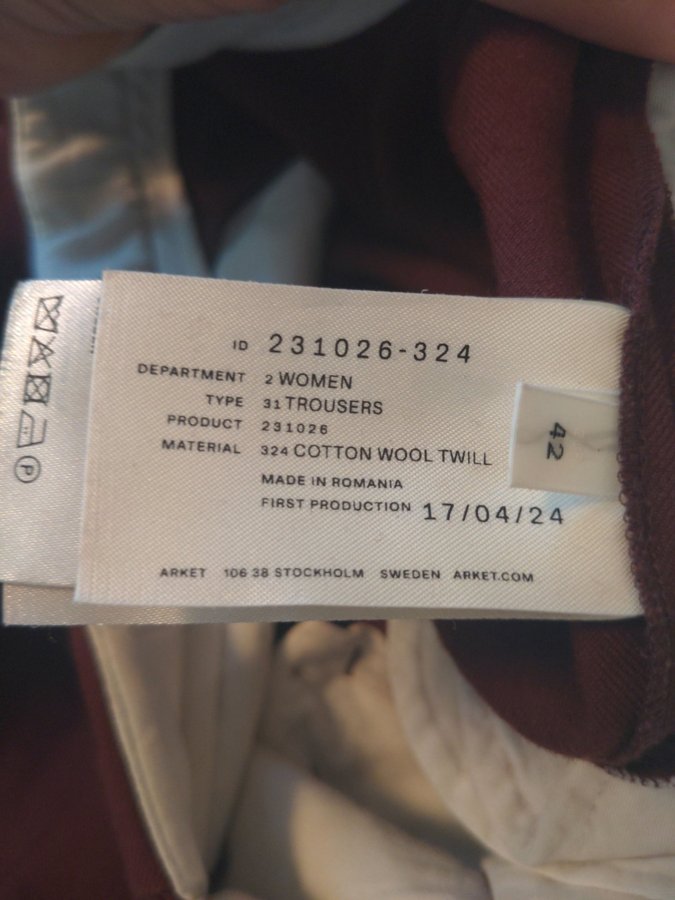 ID 231026-324
DEPARTMENT 2 WOMEN
TYPE 31 TROUSERS
PRODUCT 231026
MATERIAL 324 COTTON WOOL TWILL
MADE IN ROMANIA
FIRST PRODUCTION 17/04/24
ARKET 106 38 STOCKHOLM SWEDEN ARKET.COM
42
P